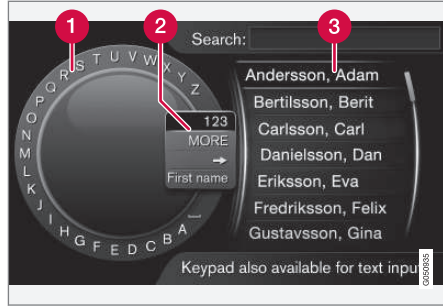 1
2
3
Search:
A B C D E F G H I J K L M N O P Q R S T U V W X Y Z
123
MORE
First name
Andersson, Adam
Bertilsson, Berit
Carlsson, Carl
Danielsson, Dan
Eriksson, Eva
Fredriksson, Felix
Gustavsson, Gina
Keypad also available for text input
G050935